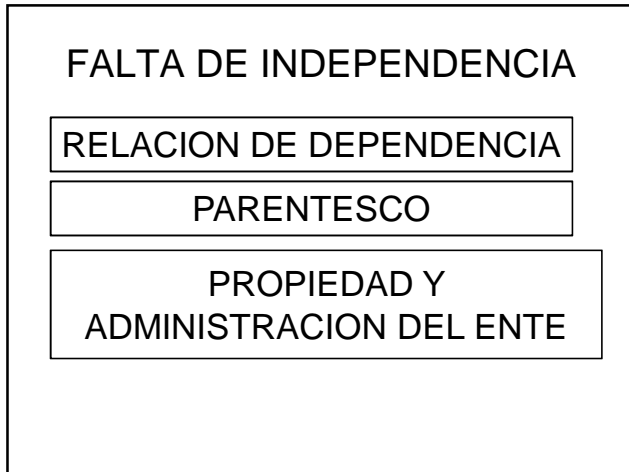 FALTA DE INDEPENDENCIA
RELACION DE DEPENDENCIA
PARENTESCO
PROPIEDAD Y
ADMINISTRACION DEL ENTE